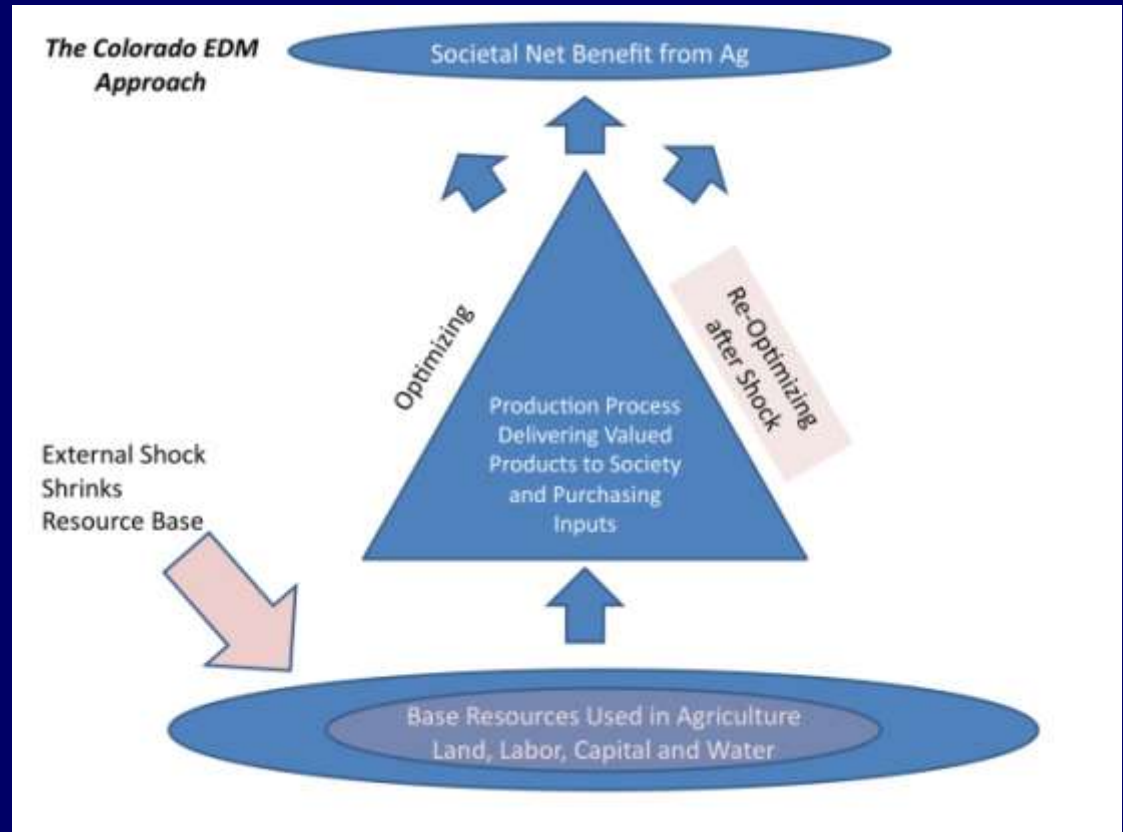 The Colorado EDM
Approach
Societal Net Benefit from Ag
Optimizing
Re-Optimizing
after Shock
Production Process
Delivering Valued
Products to Society
and Purchasing
Inputs
External Shock
Shrinks
Resource Base
Base Resources Used in Agriculture
Land, Labor, Capital and Water